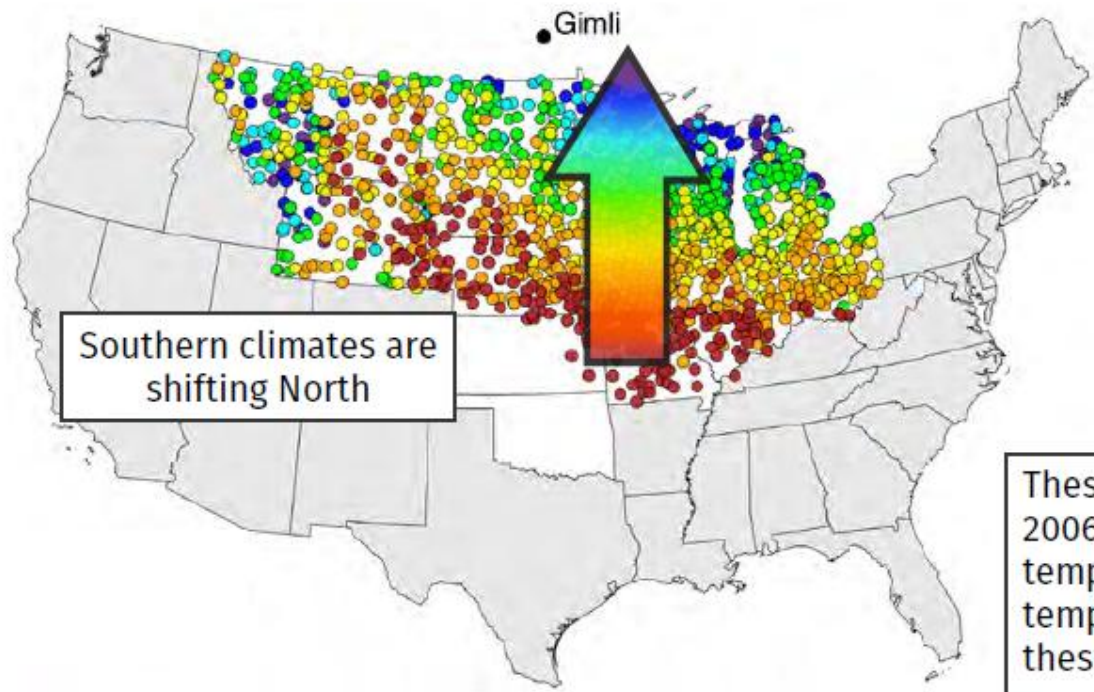 Gimli
Southern climates are
shifting North
Thes
2006
temp
temp
thes